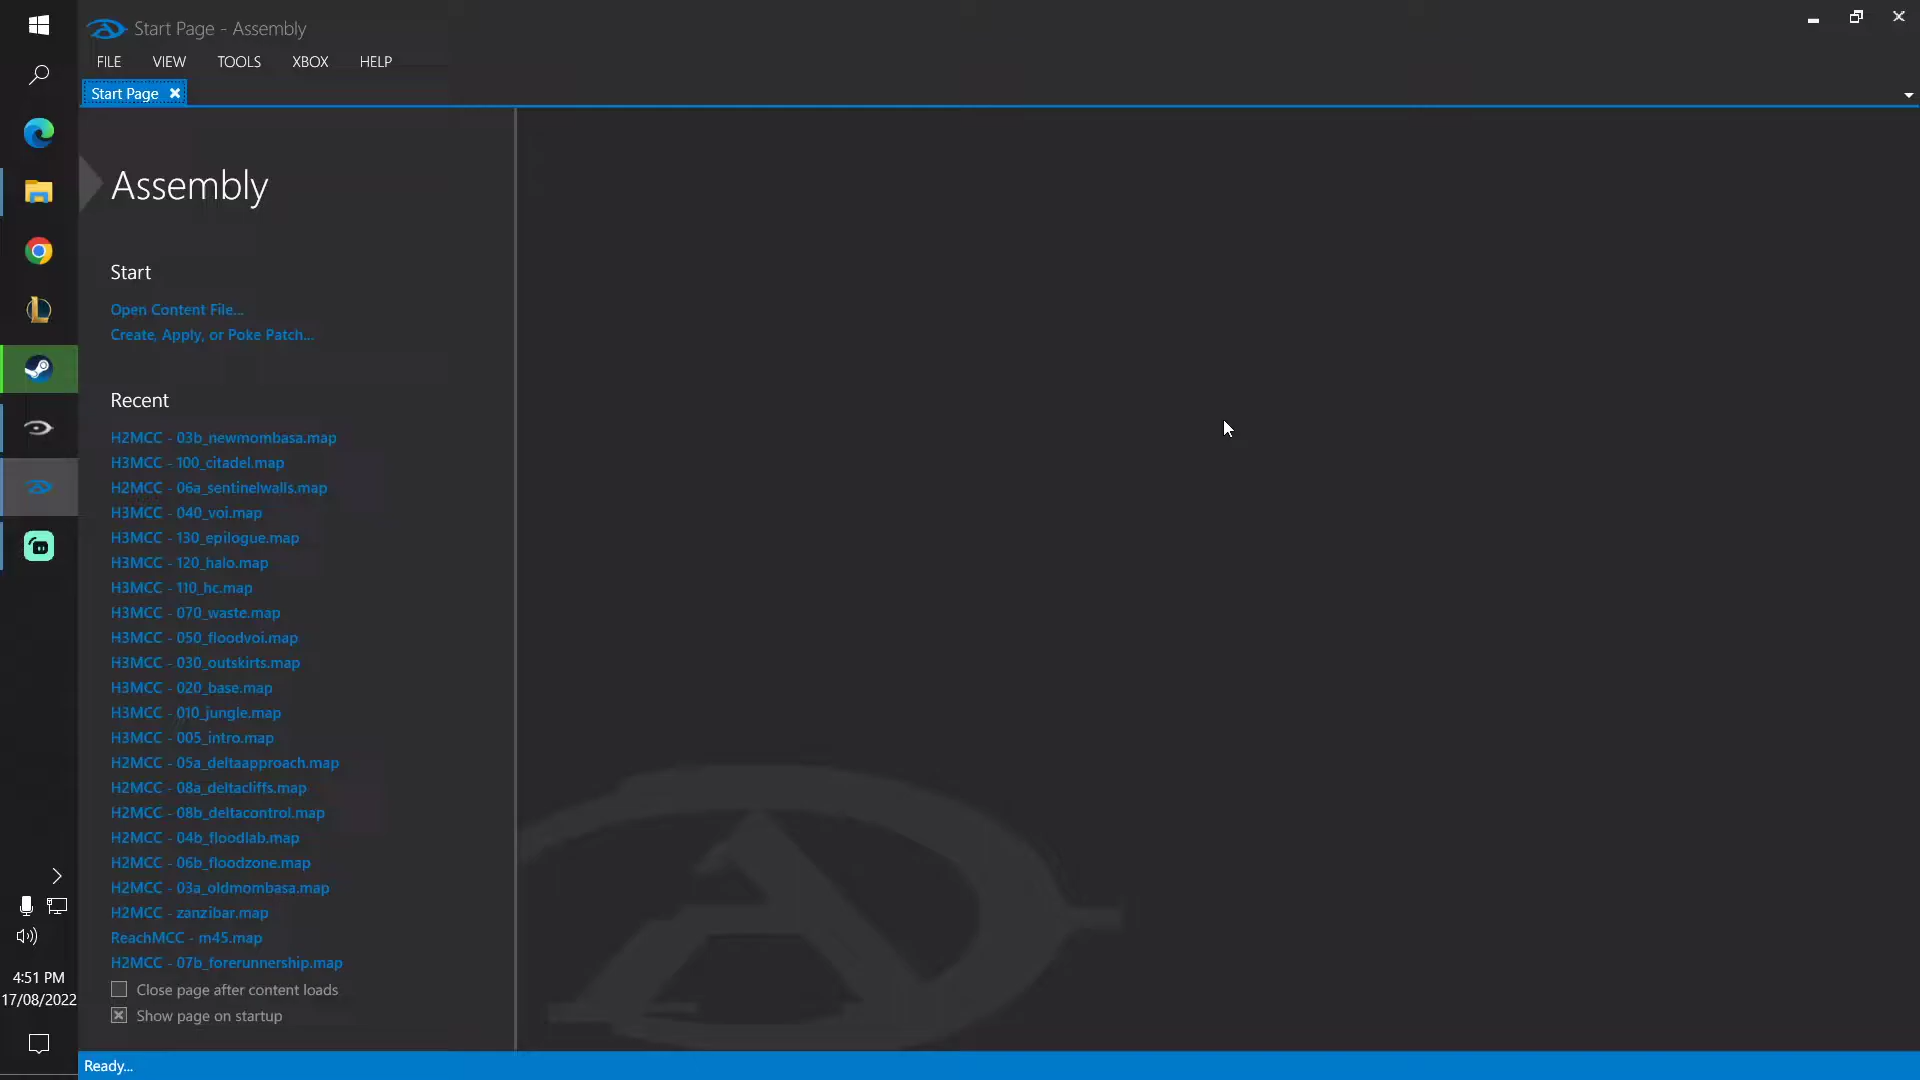 Start Page - Assembly
FILE VIEW TOOLS XBOX HELP
Start Page
Assembly
Start
Open Content File...
Create, Apply, or Poke Patch...
Recent
H2MCC - 03b_newmombasa.map
H3MCC - 100_citadel.map
H2MCC - 06a_sentinelwalls.map
H3MCC - 040_voi.map
H3MCC - 130_epilogue.map
H3MCC - 120_halo.map
H3MCC - 110_hc.map
H3MCC - 070_waste.map
H3MCC - 050_floodvoi.map
H3MCC - 030_outskirts.map
H3MCC - 020_base.map
H3MCC - 010_jungle.map
H3MCC - 005_intro.map
H2MCC - 05a_deltaapproach.map
H2MCC - 08a_deltacliffs.map
H2MCC - 08b_deltacontrol.map
H2MCC - 04b_floodlab.map
H2MCC - 06b_floodzone.map
H2MCC - 03a_oldmombasa.map
H2MCC - zanzibar.map
ReachMCC - m45.map
H2MCC - 07b_forerunnership.map
Close page after content loads
Show page on startup
4:51 PM
17/08/2022
Ready...